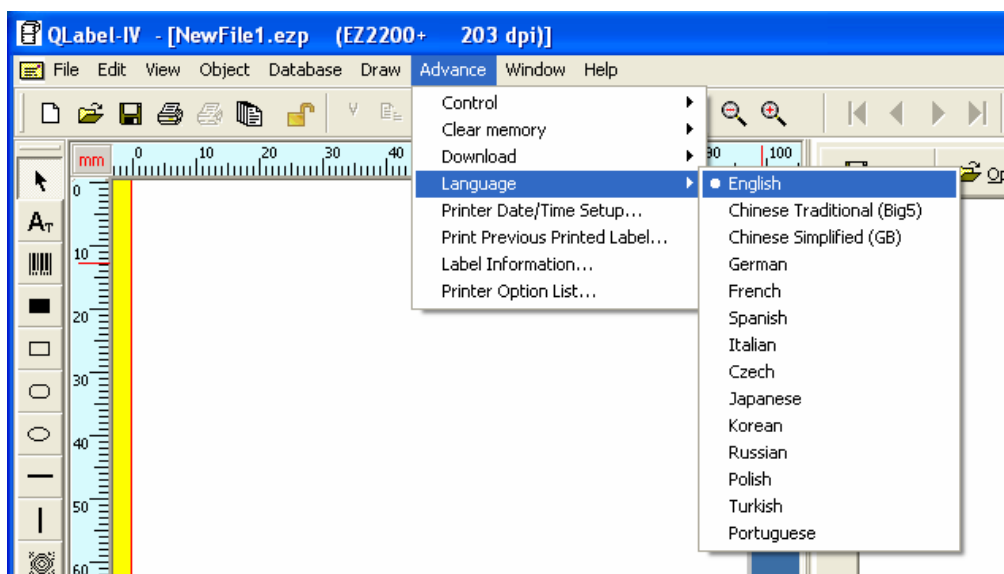 QLabel-IV - [NewFile1.ezp (EZ2200+ 203 dpi)]
File Edit View Object Database Draw Advance Window Help
mm 0 10 20 30 40 90 100
Control
Clear memory
Download
Language
Printer Date/Time Setup...
Print Previous Printed Label...
Label Information...
Printer Option List...
English
Chinese Traditional (Big5)
Chinese Simplified (GB)
German
French
Spanish
Italian
Czech
Japanese
Korean
Russian
Polish
Turkish
Portuguese
AT
0
10
20
30
40
50
60